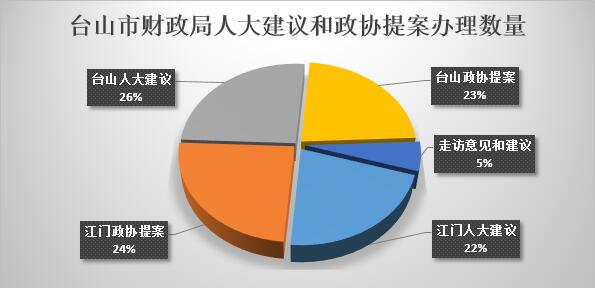 台山市财政局人大建议和政协提案办理数量
台山人大建议
26%
台山政协提案
23%
走访意见和建议
5%
江门政协提案
24%
江门人大建议
22%